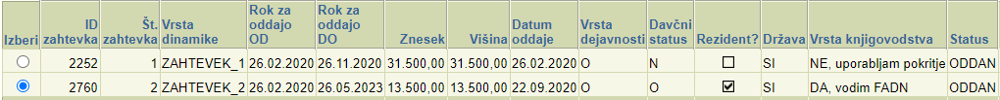 Izberi ID zahtevka Št. zahtevka Vrsta dinamike Rok za oddajo OD Rok za oddajo DO Znesek Višina Datum oddaje Vrsta dejavnosti Davčni status Rezident? Država Vrsta knjigovodstva Status
2252 1 ZAHTEVEK_1 26.02.2020 26.11.2020 31.500,00 31.500,00 26.02.2020 O N SI NE, uporabljam pokritje ODDAN
2760 2 ZAHTEVEK_2 26.02.2020 26.05.2023 13.500,00 13.500,00 22.09.2020 O O SI DA, vodim FADN ODDAN